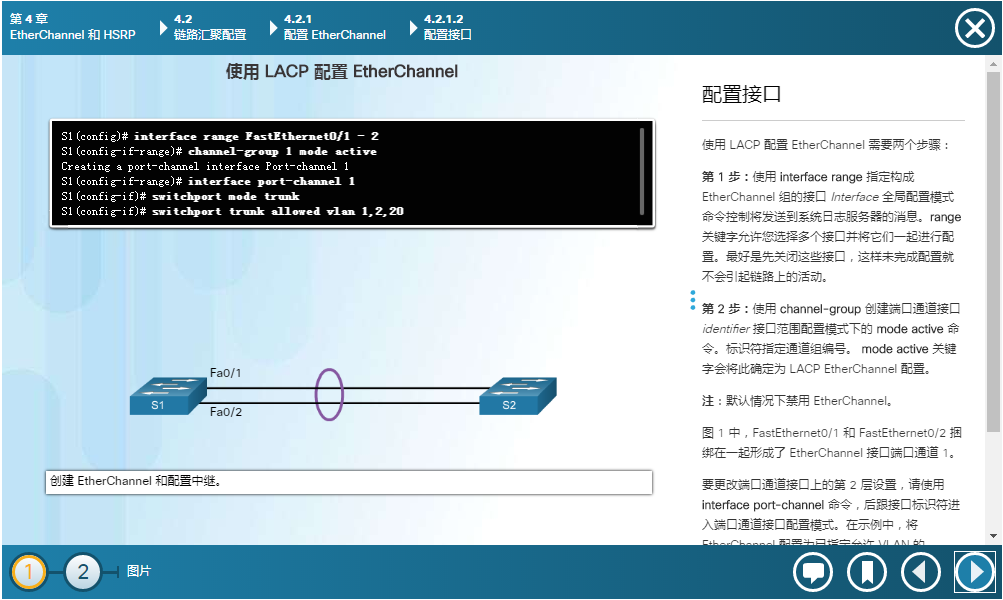 第 4 章
EtherChannel 和 HSRP
4.2
链路汇聚配置
4.2.1
配置 EtherChannel
4.2.1.2
配置接口
使用 LACP 配置 EtherChannel
S1(config)# interface range FastEthernet0/1 - 2
S1(config-if-range)# channel-group 1 mode active
Creating a port-channel interface Port-channel 1
S1(config-if-range)# interface port-channel 1
S1(config-if)# switchport mode trunk
S1(config-if)# switchport trunk allowed vlan 1,2,20
Fa0/1
S1
Fa0/2
S2
创建 EtherChannel 和配置中继。
配置接口
使用 LACP 配置 EtherChannel 需要两个步骤：
第 1 步：使用 interface range 指定构成
EtherChannel 组的接口 Interface 全局配置模式
命令控制将发送到系统日志服务器的消息。range
关键字允许您选择多个接口并将它们一起进行配
置。最好是先关闭这些接口，这样未完成配置就
不会引起链路上的活动。
第 2 步：使用 channel-group 创建端口通道接口
identifier 接口范围配置模式下的 mode active 命
令。标识符指定通道组编号。 mode active 关键
字会将此确定为 LACP EtherChannel 配置。
注：默认情况下禁用 EtherChannel。
图 1 中，FastEthernet0/1 和 FastEthernet0/2 捆
绑在一起形成了 EtherChannel 接口端口通道 1。
要更改端口通道接口上的第 2 层设置，请使用
interface port-channel 命令，后跟接口标识符进
入端口通道接口配置模式。在示例中，将
EtherChannel 配置为已指定允许 VLAN 的
1
2
图片